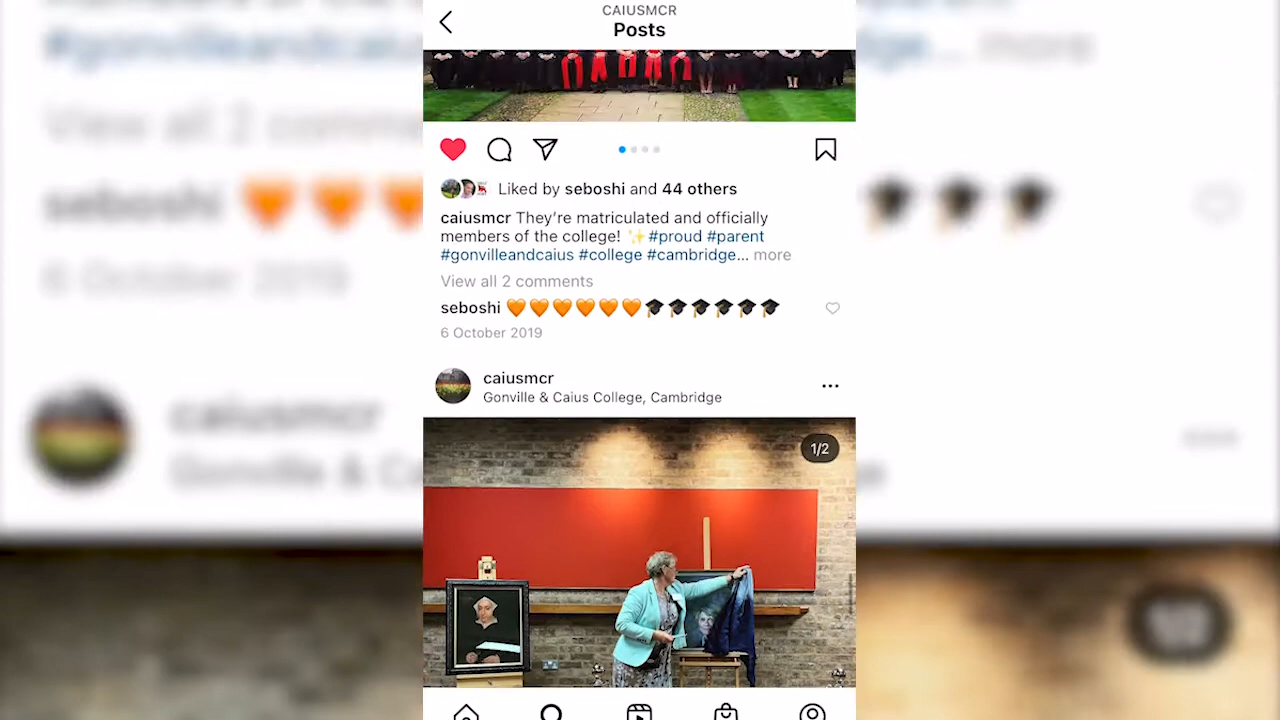 CAIUSMCR
Posts
Liked by seboshi and 44 others
caiusmcr They're matriculated and officially
members of the college! ✨ #proud #parent
#gonvilleandcaius #college #cambridge... more
View all 2 comments
seboshi 🧡🧡🧡🧡🧡🧡🎓🎓🎓🎓🎓🎓
6 October 2019
caiusmcr
Gonville & Caius College, Cambridge
1/2